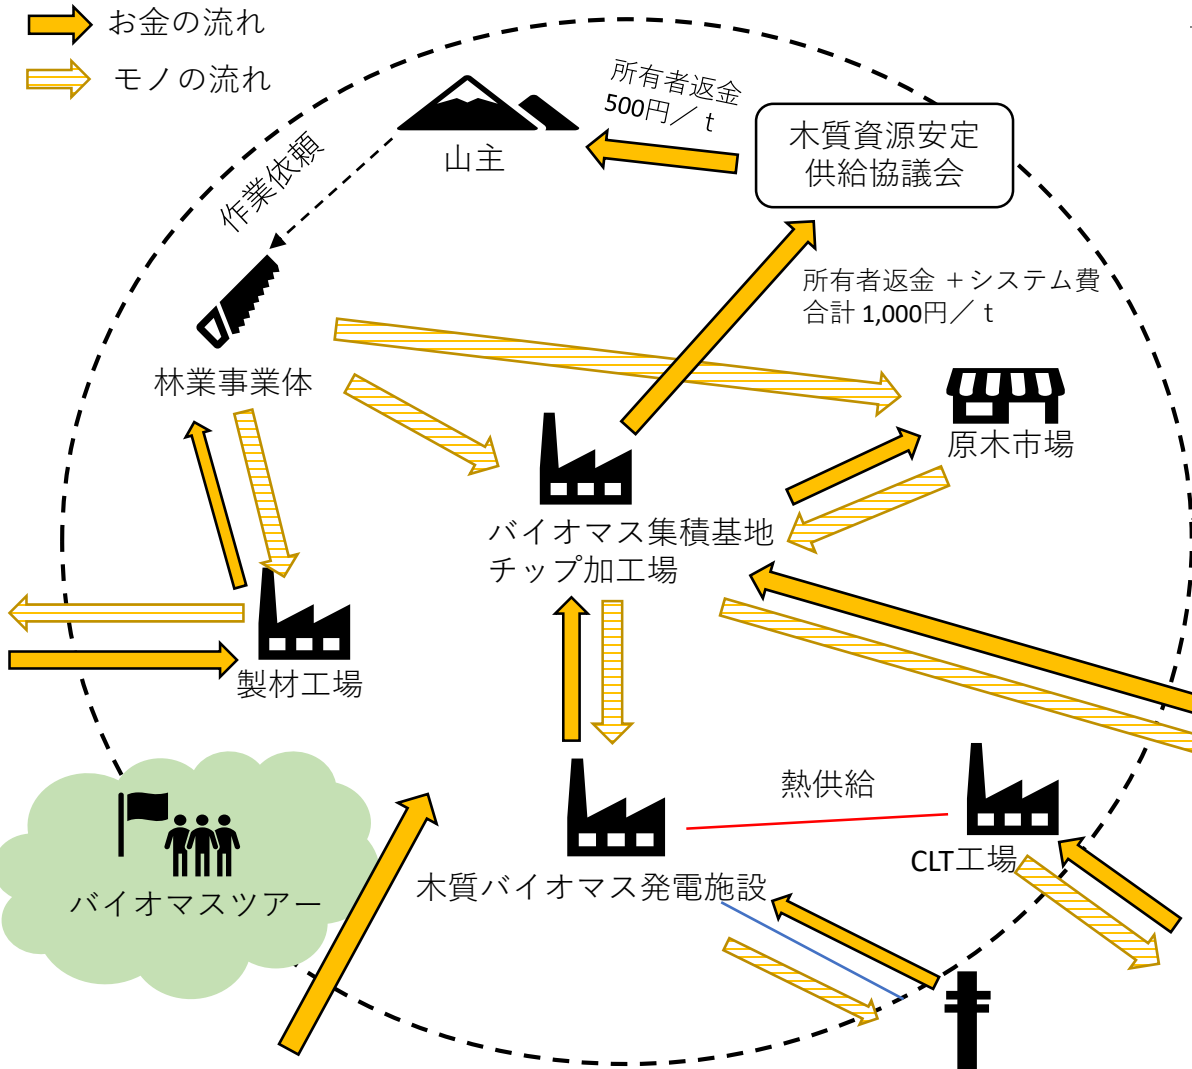 お金の流れ
モノの流れ
所有者返金
500円／ｔ
木質資源安定
供給協議会
山主
作業依頼
所有者返金 ＋システム費
合計 1,000円／ｔ
林業事業体
原木市場
バイオマス集積基地
チップ加工場
製材工場
熱供給
CLT工場
木質バイオマス発電施設
バイオマスツアー